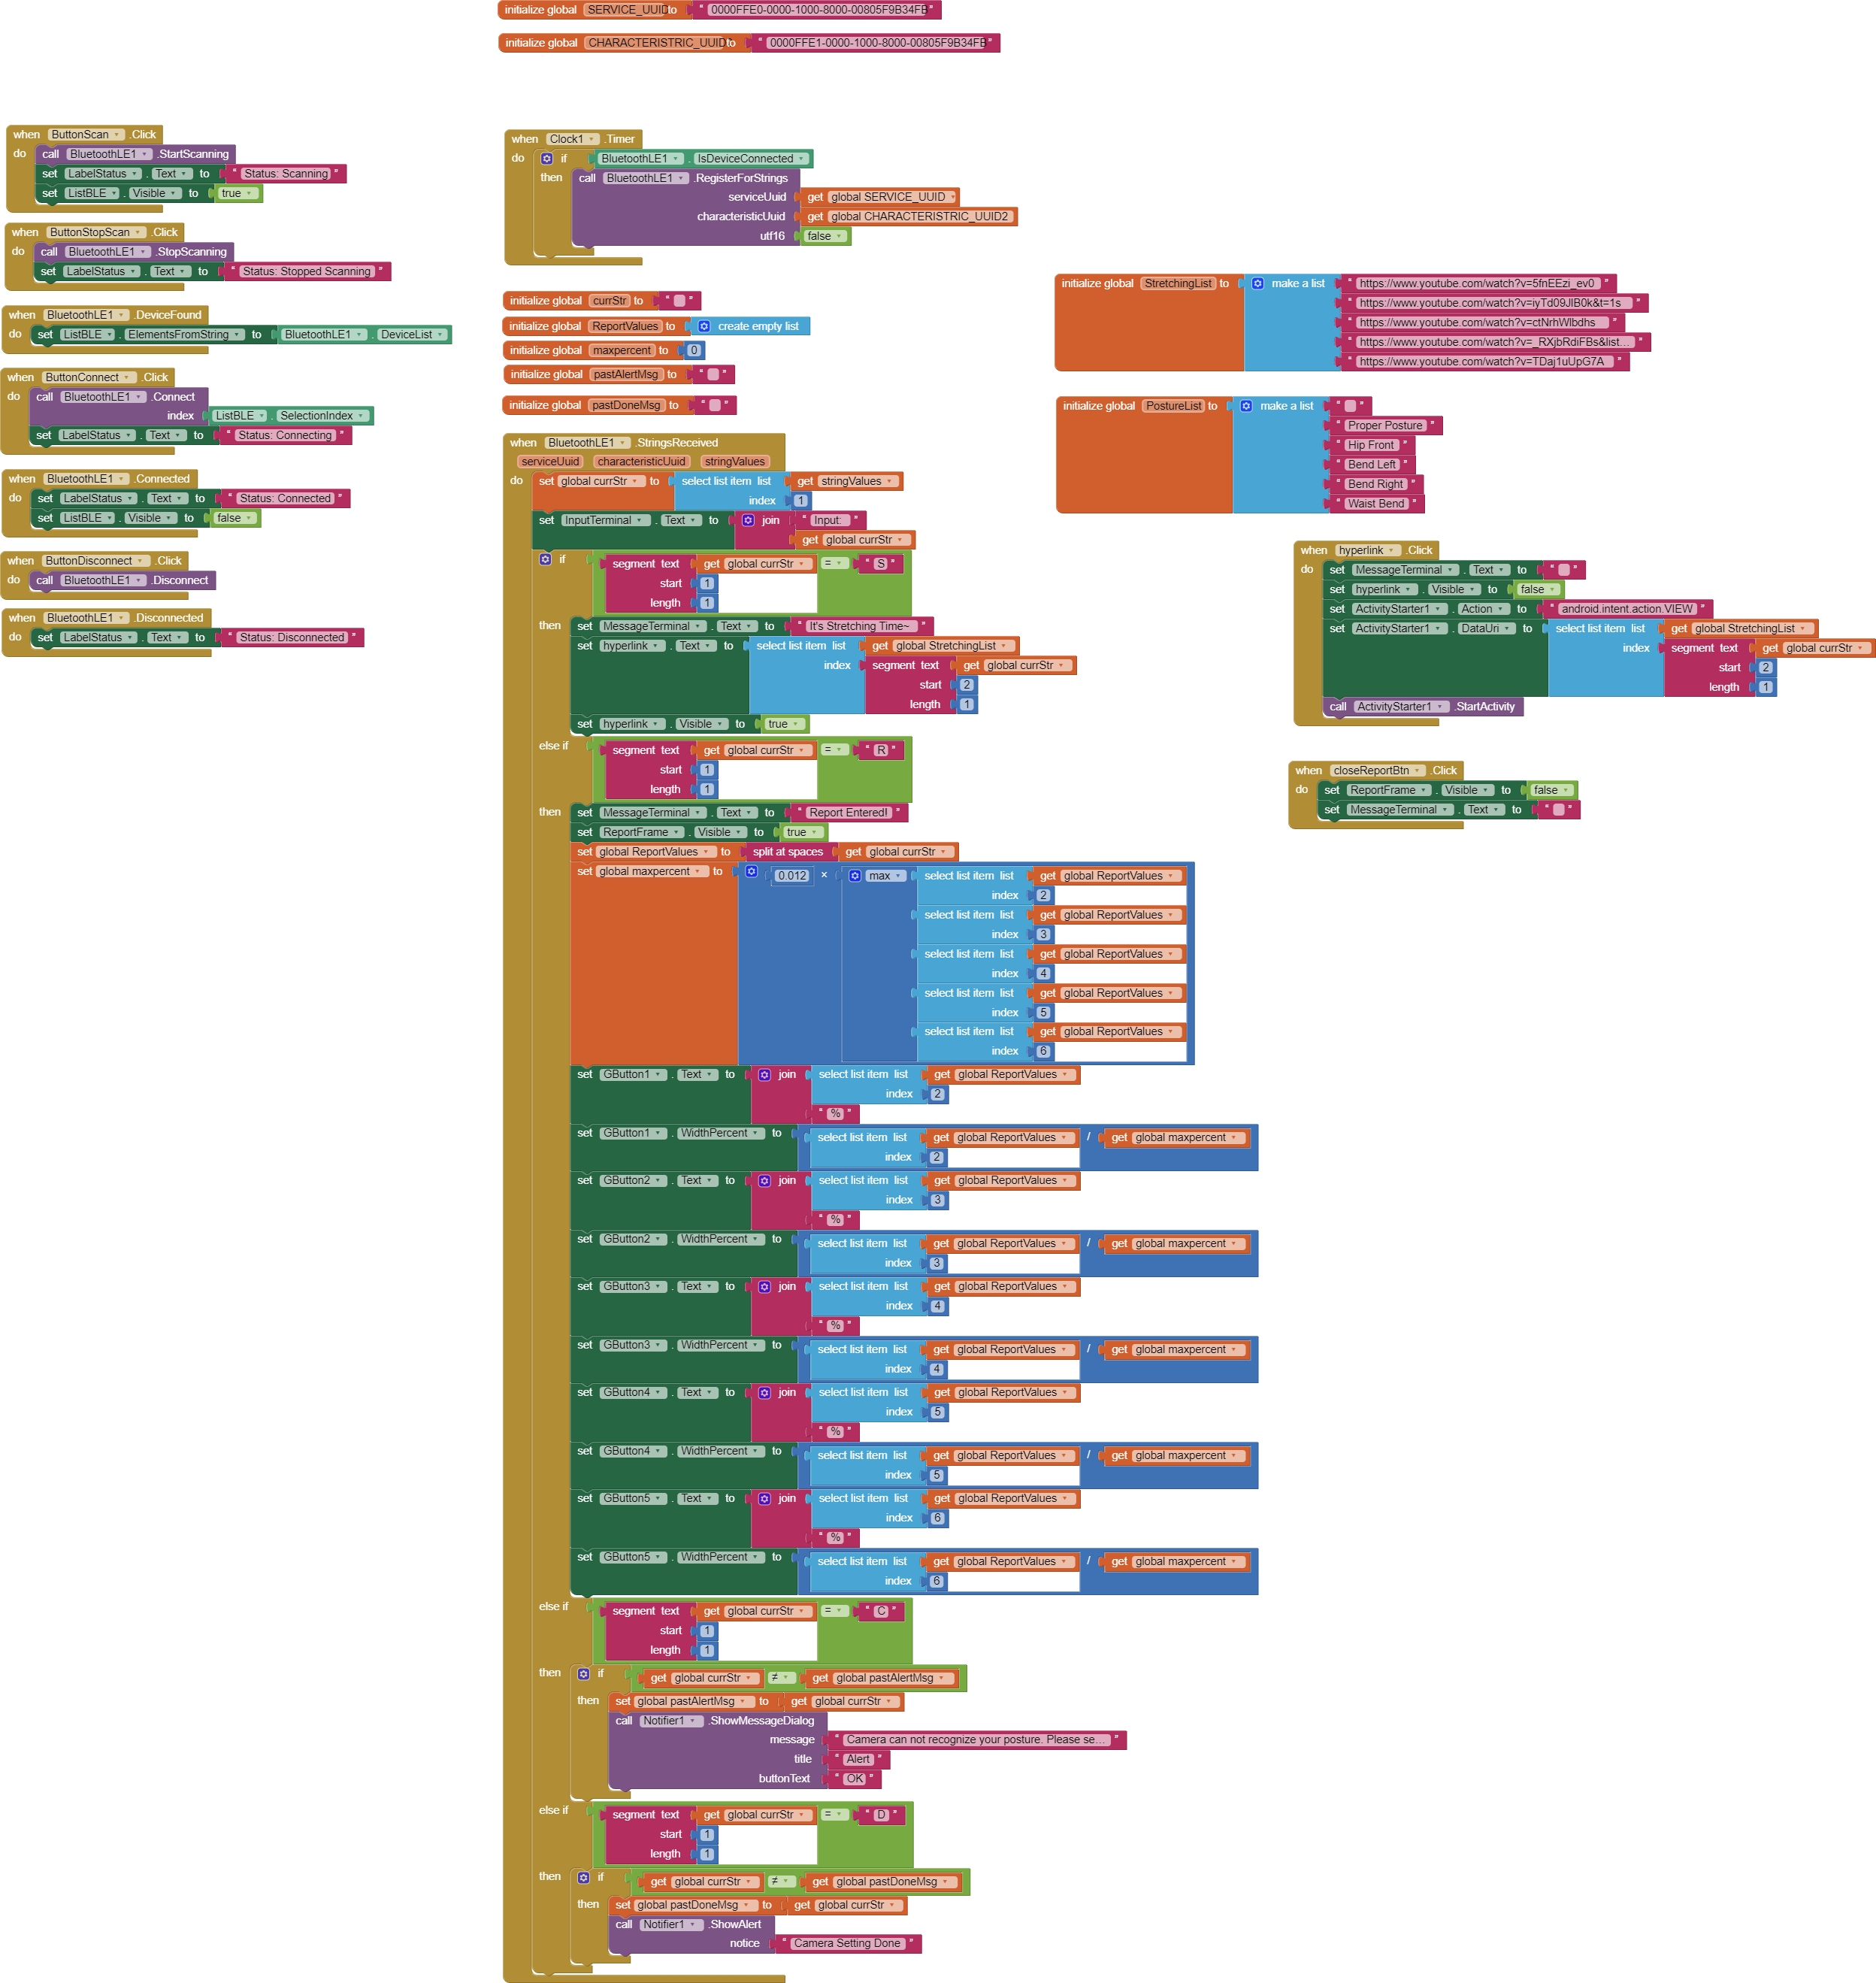 initialize global SERVICE_UUID to " 0000FFE0-0000-1000-8000-00805F9B34FB "
initialize global CHARACTERISTRIC_UUID to " 0000FFE1-0000-1000-8000-00805F9B34FB "
when ButtonScan .Click
do call BluetoothLE1 .StartScanning
set LabelStatus . Text to " Status: Scanning "
set ListBLE . Visible to true
when ButtonStopScan .Click
do call BluetoothLE1 .StopScanning
set LabelStatus . Text to " Status: Stopped Scanning "
when BluetoothLE1 .DeviceFound
do set ListBLE . ElementsFromString to BluetoothLE1 . DeviceList
when ButtonConnect .Click
do call BluetoothLE1 .Connect
index ListBLE . SelectionIndex
set LabelStatus . Text to " Status: Connecting "
when BluetoothLE1 .Connected
do set LabelStatus . Text to " Status: Connected "
set ListBLE . Visible to false
when ButtonDisconnect .Click
do call BluetoothLE1 .Disconnect
when BluetoothLE1 .Disconnected
do set LabelStatus . Text to " Status: Disconnected "
when Clock1 .Timer
do if BluetoothLE1 . IsDeviceConnected
then call BluetoothLE1 .RegisterForStrings
serviceUuid get global SERVICE_UUID
characteristicUuid get global CHARACTERISTRIC_UUID2
utf16 false
initialize global currStr to " "
initialize global ReportValues to create empty list
initialize global maxpercent to 0
initialize global pastAlertMsg to " "
initialize global pastDoneMsg to " "
when BluetoothLE1 .StringsReceived
serviceUuid characteristicUuid stringValues
do set global currStr to select list item list get stringValues
index 1
set InputTerminal . Text to join " Input: "
get global currStr
if segment text get global currStr = " S "
start 1
length 1
then set MessageTerminal . Text to " It's Stretching Time~ "
set hyperlink . Text to select list item list get global StretchingList
index segment text get global currStr
start 2
length 1
set hyperlink . Visible to true
else if segment text get global currStr = " R "
start 1
length 1
then set MessageTerminal . Text to " Report Entered! "
set ReportFrame . Visible to true
set global ReportValues to split at spaces get global currStr
set global maxpercent to 0.012 × max select list item list get global ReportValues
index 2
select list item list get global ReportValues
index 3
select list item list get global ReportValues
index 4
select list item list get global ReportValues
index 5
select list item list get global ReportValues
index 6
set GButton1 . Text to join select list item list get global ReportValues
index 2
" % "
set GButton1 . WidthPercent to select list item list get global ReportValues / get global maxpercent
index 2
set GButton2 . Text to join select list item list get global ReportValues
index 3
" % "
set GButton2 . WidthPercent to select list item list get global ReportValues / get global maxpercent
index 3
set GButton3 . Text to join select list item list get global ReportValues
index 4
" % "
set GButton3 . WidthPercent to select list item list get global ReportValues / get global maxpercent
index 4
set GButton4 . Text to join select list item list get global ReportValues
index 5
" % "
set GButton4 . WidthPercent to select list item list get global ReportValues / get global maxpercent
index 5
set GButton5 . Text to join select list item list get global ReportValues
index 6
" % "
set GButton5 . WidthPercent to select list item list get global ReportValues / get global maxpercent
index 6
else if segment text get global currStr = " C "
start 1
length 1
then if get global currStr ≠ get global pastAlertMsg
then set global pastAlertMsg to get global currStr
call Notifier1 .ShowMessageDialog
message " Camera can not recognize your posture. Please se... "
title " Alert "
buttonText " OK "
else if segment text get global currStr = " D "
start 1
length 1
then if get global currStr ≠ get global pastDoneMsg
then set global pastDoneMsg to get global currStr
call Notifier1 .ShowAlert
notice " Camera Setting Done "
initialize global StretchingList to make a list " https://www.youtube.com/watch?v=5fnEEzi_ev0 "
" https://www.youtube.com/watch?v=iyTd09JIB0k&t=1s "
" https://www.youtube.com/watch?v=ctNrhWlbdhs "
" https://www.youtube.com/watch?v=_RXjbRdiFBs&list... "
" https://www.youtube.com/watch?v=TDaj1uUpG7A "
initialize global PostureList to make a list " "
" Proper Posture "
" Hip Front "
" Bend Left "
" Bend Right "
" Waist Bend "
when hyperlink .Click
do set MessageTerminal . Text to " "
set hyperlink . Visible to false
set ActivityStarter1 . Action to " android.intent.action.VIEW "
set ActivityStarter1 . DataUri to select list item list get global StretchingList
index segment text get global currStr
start 2
length 1
call ActivityStarter1 .StartActivity
when closeReportBtn .Click
do set ReportFrame . Visible to false
set MessageTerminal . Text to " "